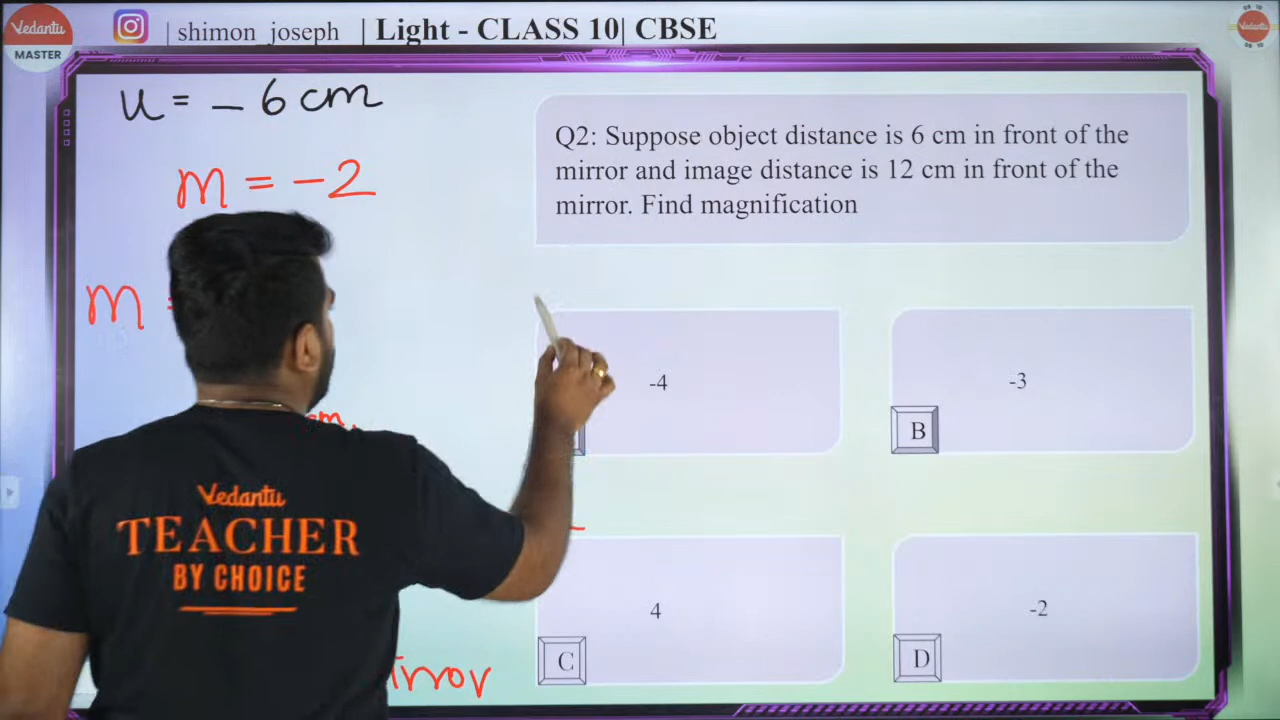 Vedantu
MASTER
| shimon_joseph | Light - CLASS 10| CBSE
u = - 6 cm
m = -2
m =
cm
irror
Q2: Suppose object distance is 6 cm in front of the
mirror and image distance is 12 cm in front of the
mirror. Find magnification
-4
-3
B
4
C
-2
D
Vedantu
TEACHER
BY CHOICE